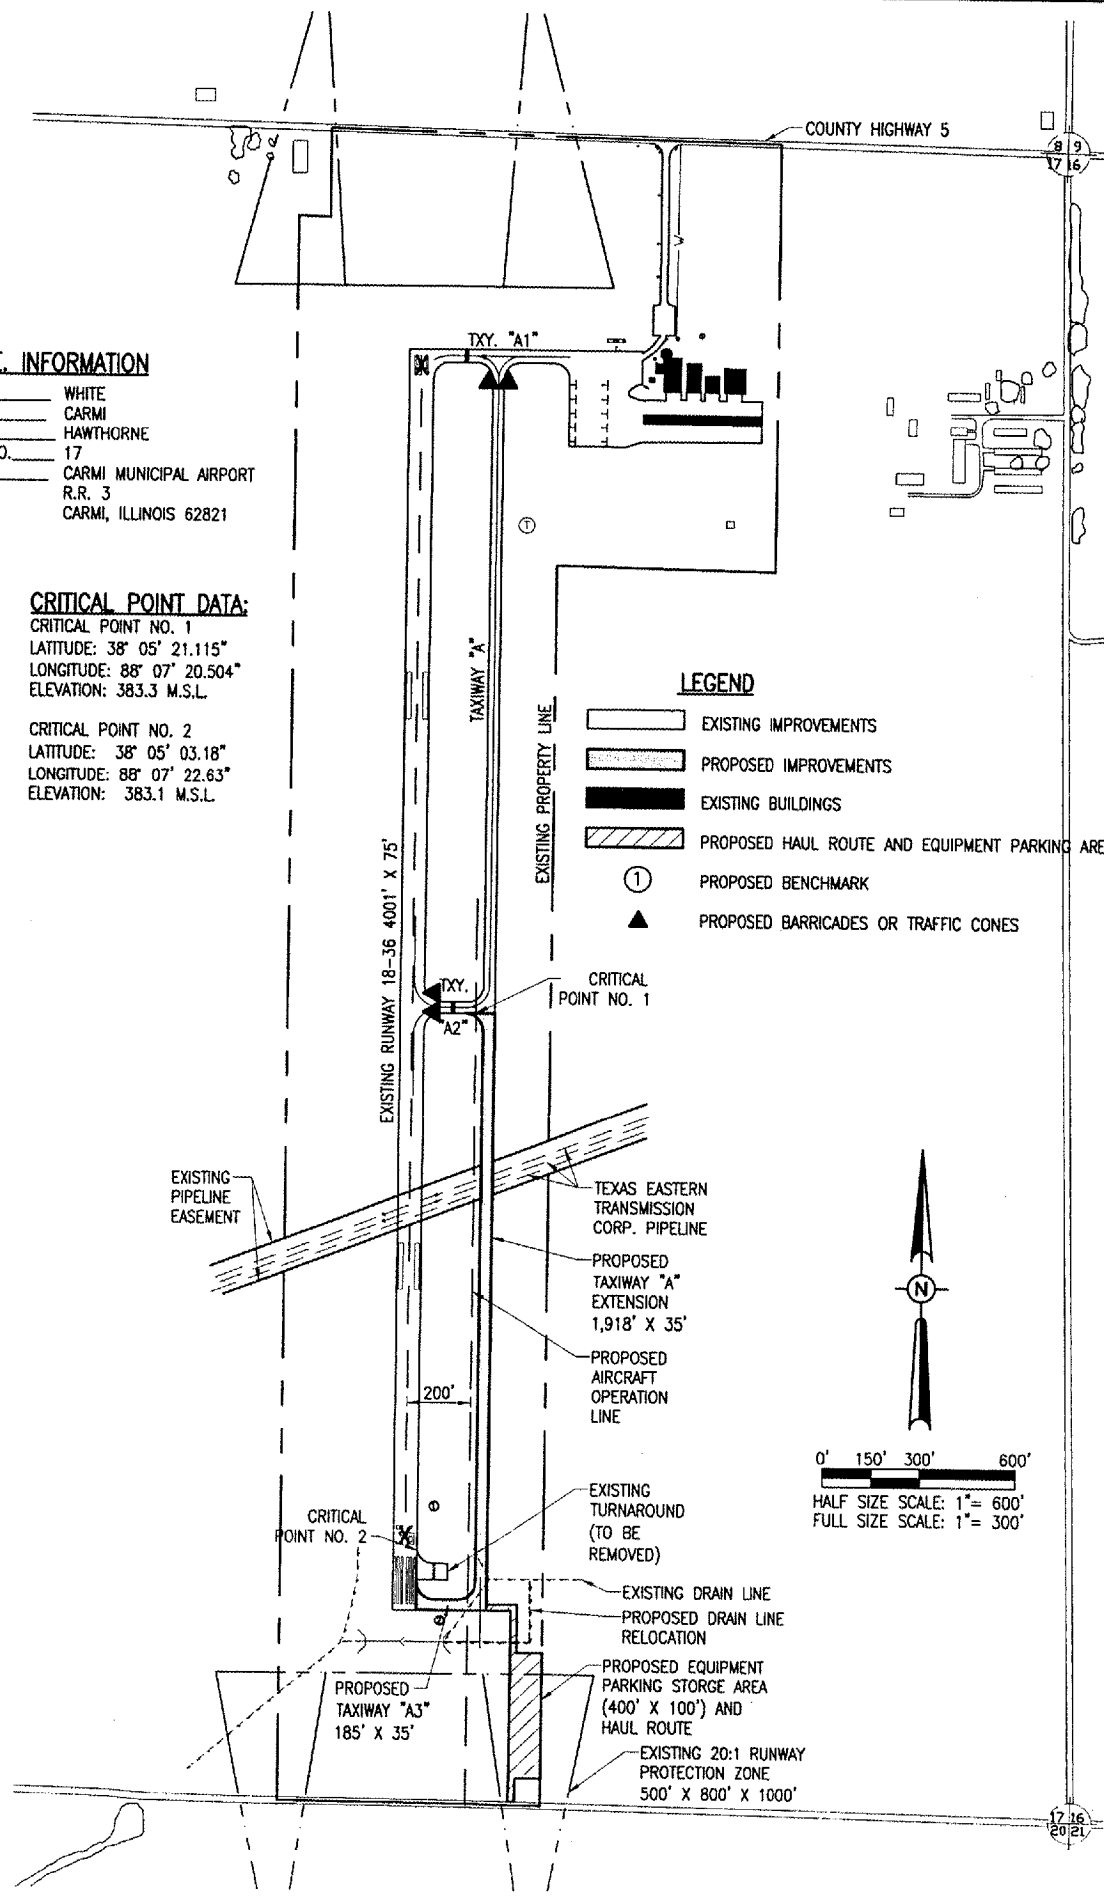 COUNTY HIGHWAY 5
8 9
17 16
TXY. "A1"
INFORMATION
WHITE
CARMI
HAWTHORNE
O. 17
CARMI MUNICIPAL AIRPORT
R.R. 3
CARMI, ILLINOIS 62821
CRITICAL POINT DATA:
CRITICAL POINT NO. 1
LATITUDE: 38° 05' 21.115"
LONGITUDE: 88° 07' 20.504"
ELEVATION: 383.3 M.S.L.
CRITICAL POINT NO. 2
LATITUDE: 38° 05' 03.18"
LONGITUDE: 88° 07' 22.63"
ELEVATION: 383.1 M.S.L.
TAXIWAY "A"
EXISTING PROPERTY LINE
EXISTING RUNWAY 18-36 4001' X 75'
LEGEND
EXISTING IMPROVEMENTS
PROPOSED IMPROVEMENTS
EXISTING BUILDINGS
PROPOSED HAUL ROUTE AND EQUIPMENT PARKING ARE
1 PROPOSED BENCHMARK
PROPOSED BARRICADES OR TRAFFIC CONES
TXY.
"A2"
CRITICAL
POINT NO. 1
EXISTING
PIPELINE
EASEMENT
TEXAS EASTERN
TRANSMISSION
CORP. PIPELINE
PROPOSED
TAXIWAY "A"
EXTENSION
1,918' X 35'
PROPOSED
AIRCRAFT
OPERATION
LINE
200'
N
0' 150' 300' 600'
HALF SIZE SCALE: 1"= 600'
FULL SIZE SCALE: 1"= 300'
CRITICAL
POINT NO. 2
EXISTING
TURNAROUND
(TO BE
REMOVED)
EXISTING DRAIN LINE
PROPOSED DRAIN LINE
RELOCATION
PROPOSED
TAXIWAY "A3"
185' X 35'
PROPOSED EQUIPMENT
PARKING STORGE AREA
(400' X 100') AND
HAUL ROUTE
EXISTING 20:1 RUNWAY
PROTECTION ZONE
500' X 800' X 1000'
17 16
20 21